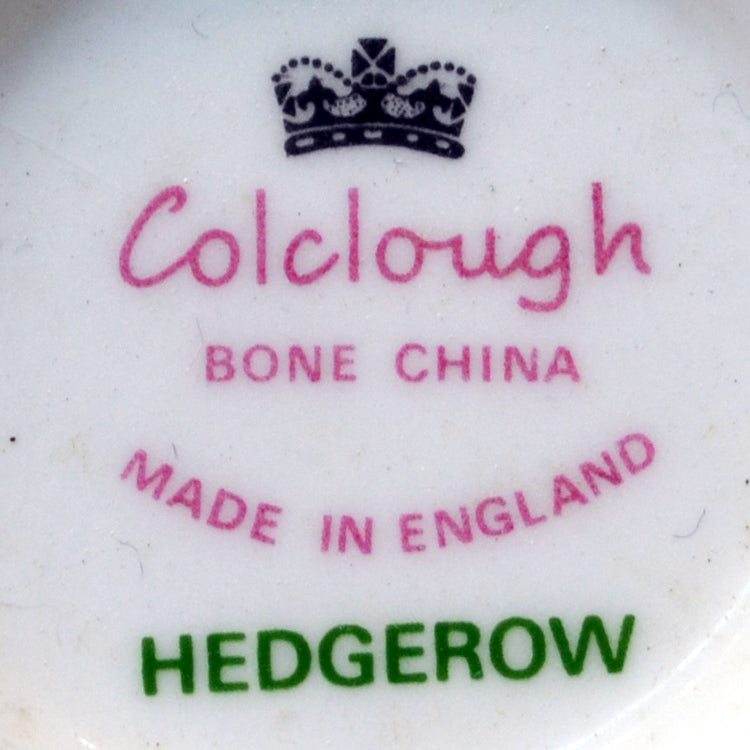 Colclough
BONE CHINA
MADE IN ENGLAND
HEDGEROW